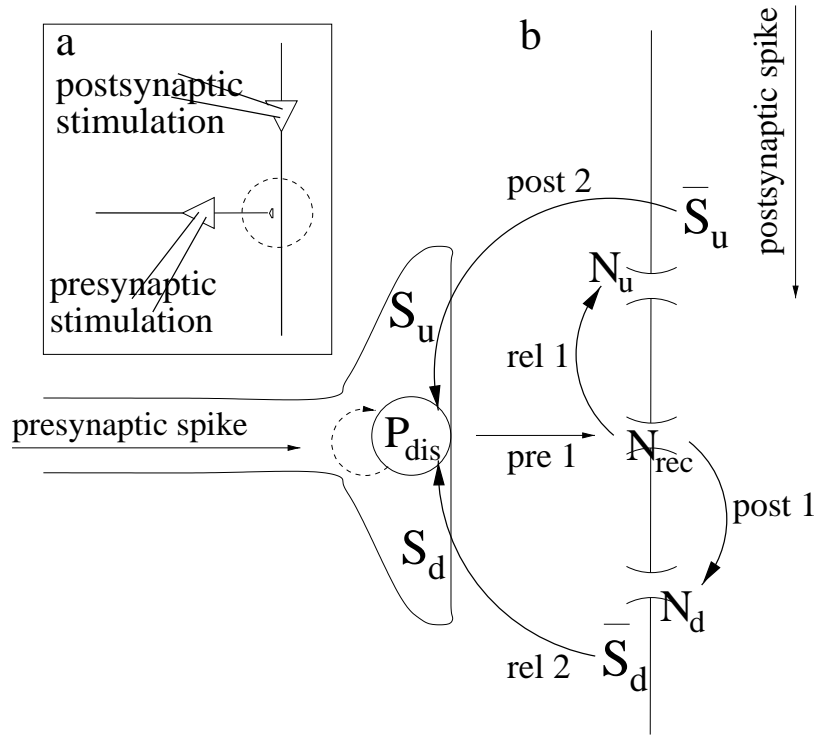 a
postsynaptic
stimulation
presynaptic
stimulation
b
postsynaptic spike
post 2
S̅u
Nu
Su
rel 1
presynaptic spike
Pdis
pre 1
Nrec
post 1
Sd
Nd
rel 2
S̅d